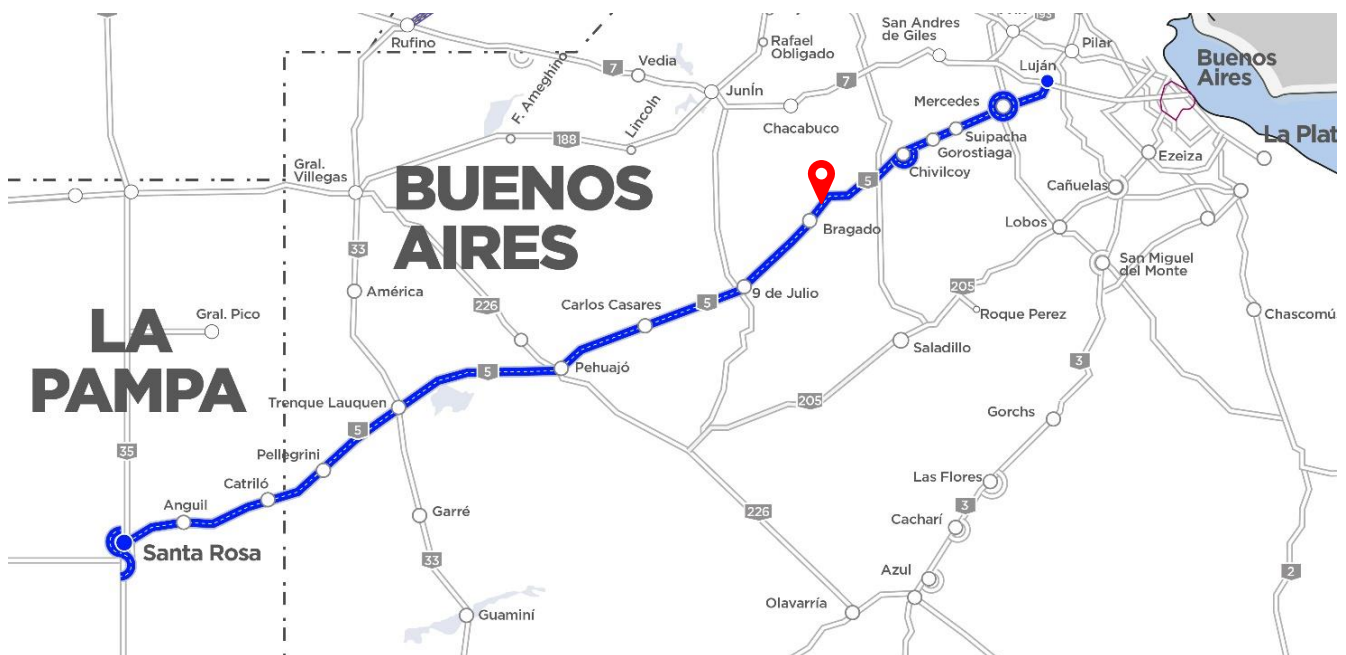 193
San Andres
de Giles
Pilar
Rufino
Rafael
Obligado
Buenos
Aires
Vedia
7
Luján
F. Ameghino
7
JunÍn
Mercedes
Lincoln
Chacabuco
Suipacha
La Plat
188
Gorostiaga
Ezeiza
Gral.
Villegas
Chivilcoy
5
BUENOS
AIRES
Cañuelas
Lobos
Bragado
33
San Miguel
del Monte
América
9 de Julio
205
226
Carlos Casares
5
Gral. Pico
Roque Perez
Chascomú
LA
PAMPA
Saladillo
3
Pehuajó
5
Trenque Lauquen
205
Gorchs
5
35
Pellegrini
Catriló
Las Flores
Anguil
Garré
226
3
Cacharí
Santa Rosa
33
Azul
2
Olavarría
Guaminí